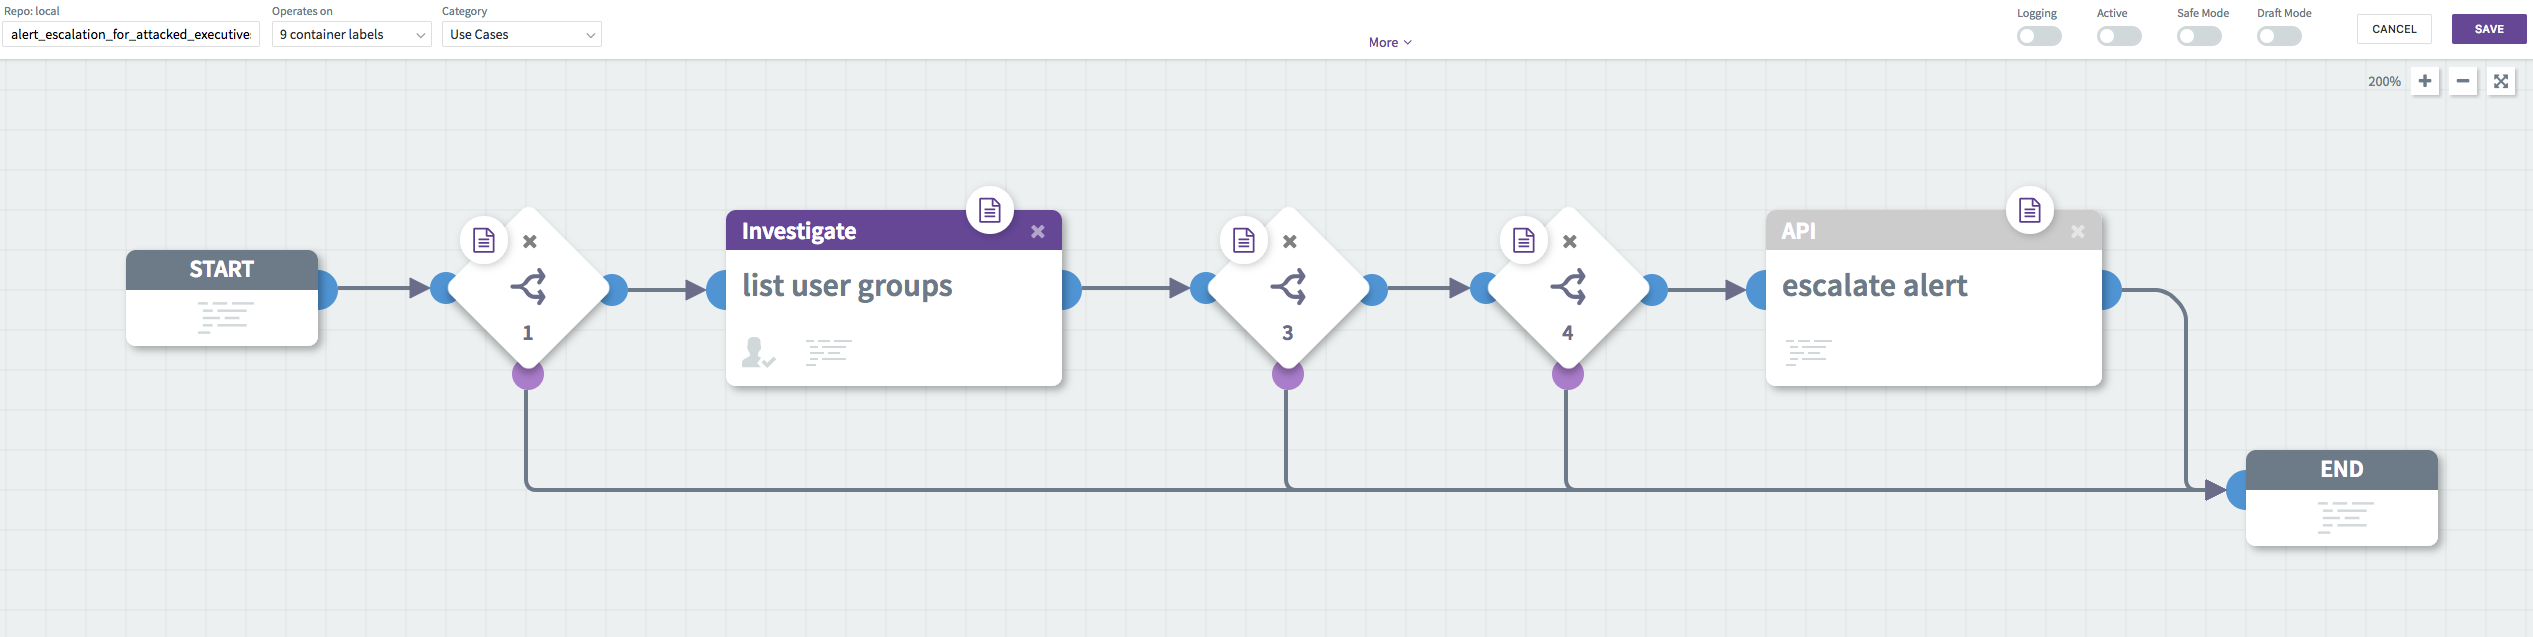 Repo: local
Operates on
Category
alert_escalation_for_attacked_executive
9 container labels
Use Cases
More
Logging
Active
Safe Mode
Draft Mode
CANCEL
SAVE
200%
START
1
Investigate
list user groups
3
4
API
escalate alert
END